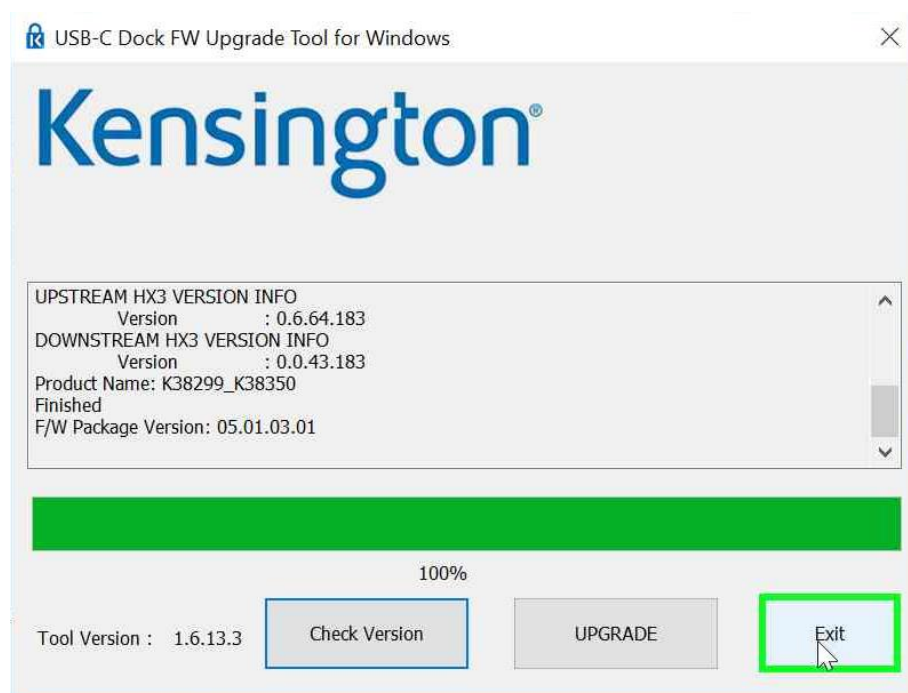 USB-C Dock FW Upgrade Tool for Windows
Kensington®
UPSTREAM HX3 VERSION INFO
Version : 0.6.64.183
DOWNSTREAM HX3 VERSION INFO
Version : 0.0.43.183
Product Name: K38299_K38350
Finished
F/W Package Version: 05.01.03.01
100%
Tool Version : 1.6.13.3 Check Version UPGRADE Exit